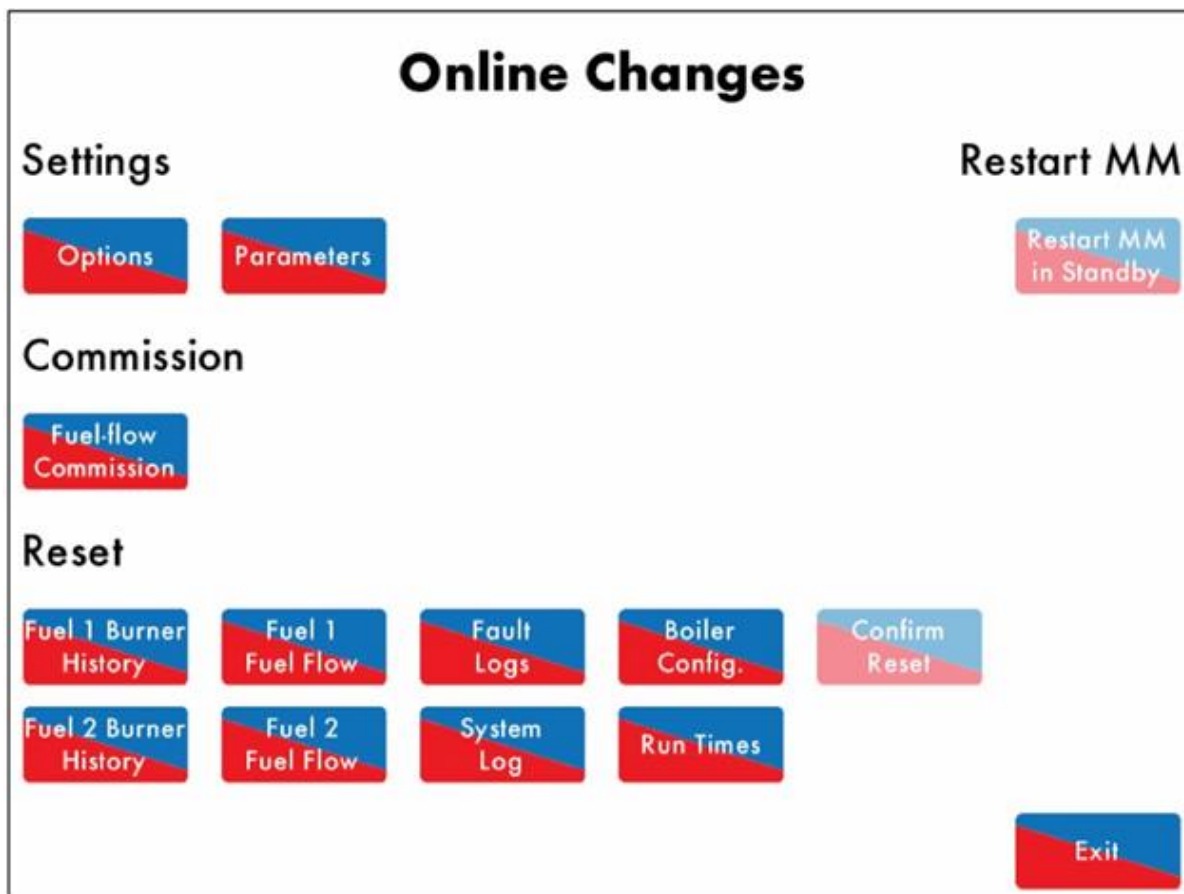 Online Changes
Settings
Restart MM
Options
Parameters
Restart MM
in Standby
Commission
Fuel-flow
Commission
Reset
Fuel 1 Burner
History
Fuel 1
Fuel Flow
Fault
Logs
Boiler
Config.
Confirm
Reset
Fuel 2 Burner
History
Fuel 2
Fuel Flow
System
Log
Run Times
Exit